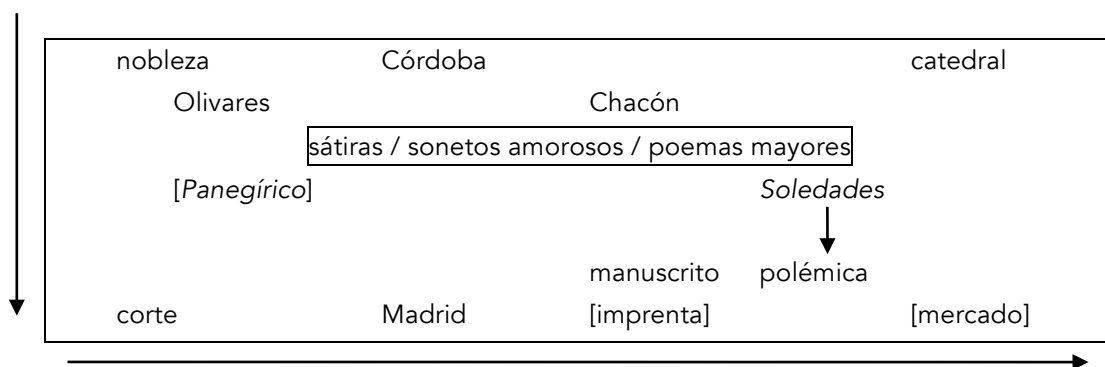 nobleza Córdoba catedral
Olivares Chacón
sátiras / sonetos amorosos / poemas mayores
[Panegírico] Soledades
manuscrito polémica
corte Madrid [imprenta] [mercado]